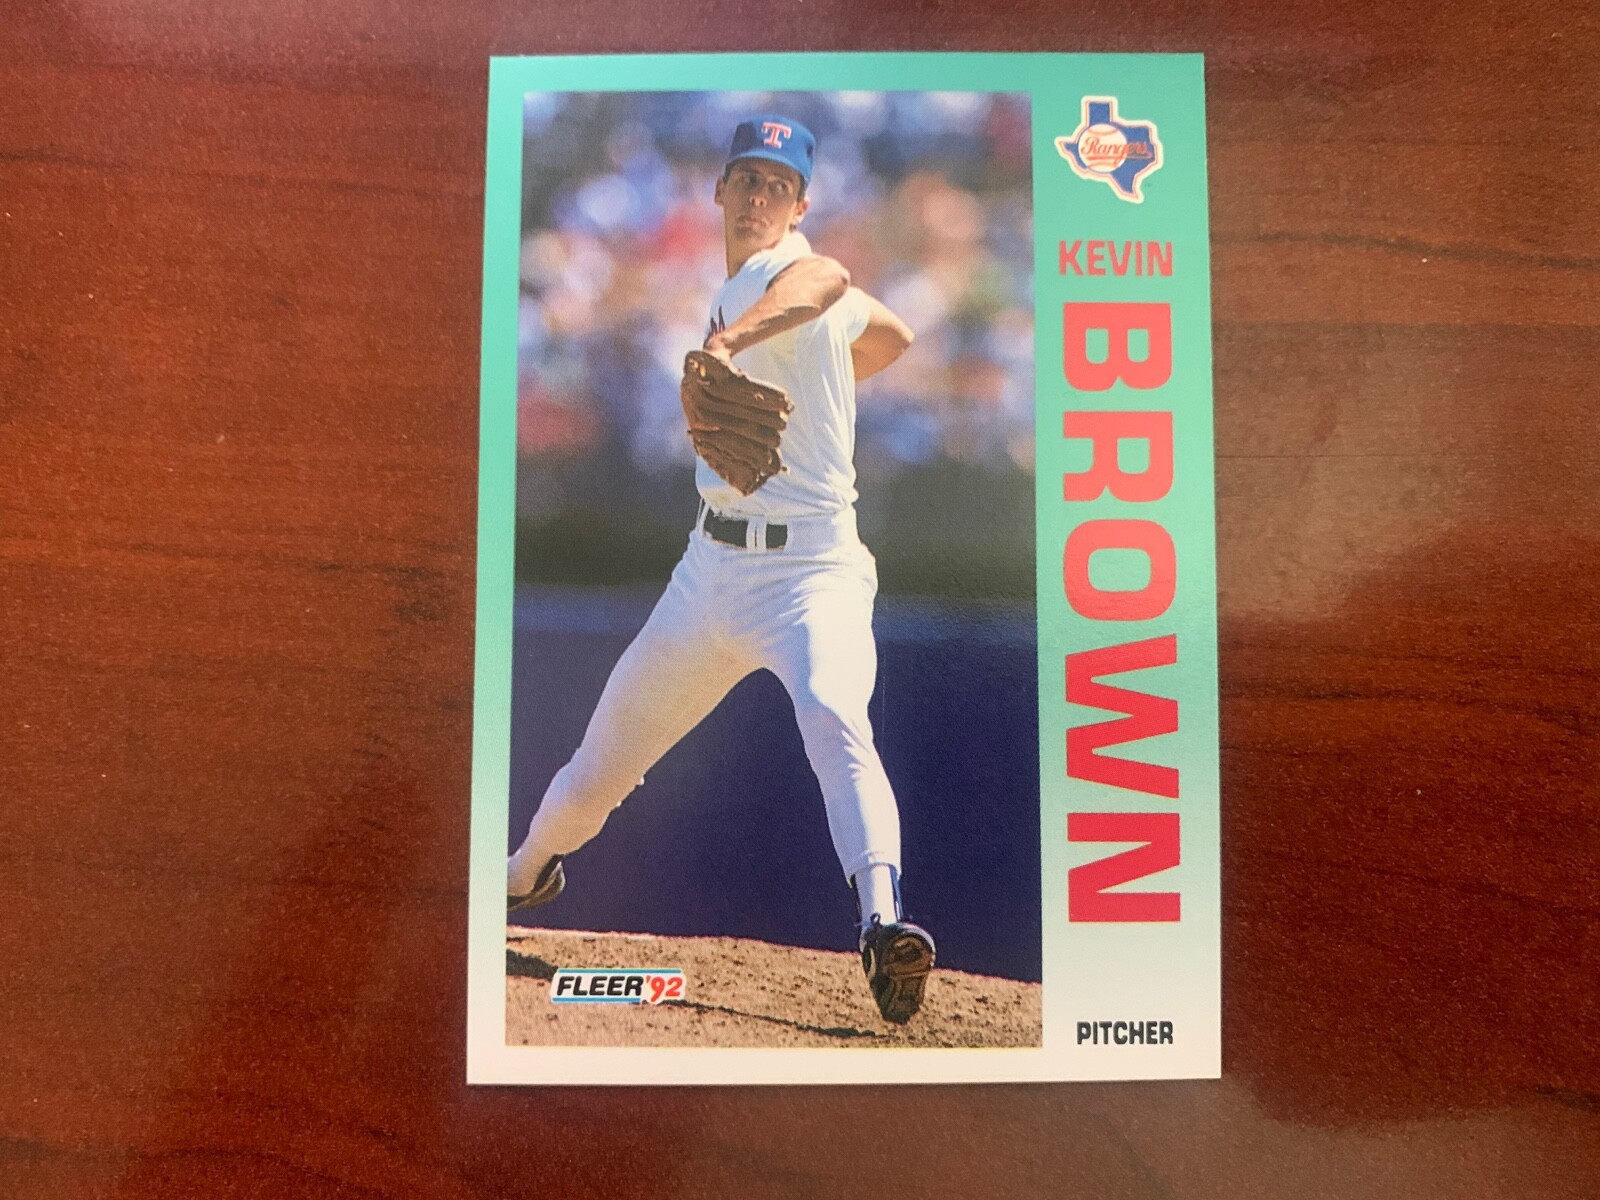 T
Rangers
KEVIN
BROWN
FLEER '92
PITCHER